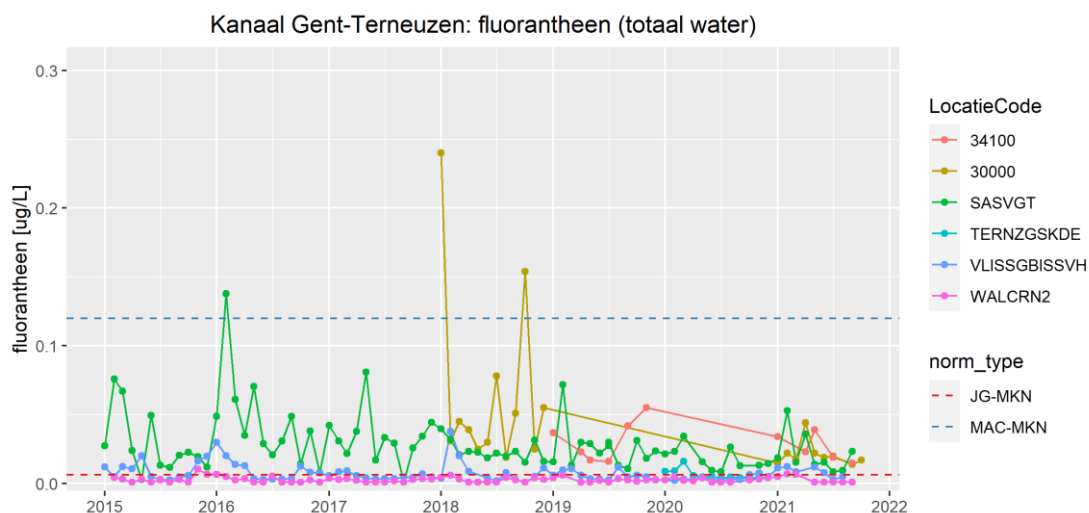 Kanaal Gent-Terneuzen: fluorantheen (totaal water)
fluorantheen [ug/L]
0.3
0.2
0.1
0.0
2015 2016 2017 2018 2019 2020 2021 2022
LocatieCode
34100
30000
SASVGT
TERNZGSKDE
VLISSGBISSVH
WALCRN2
norm_type
JG-MKN
MAC-MKN